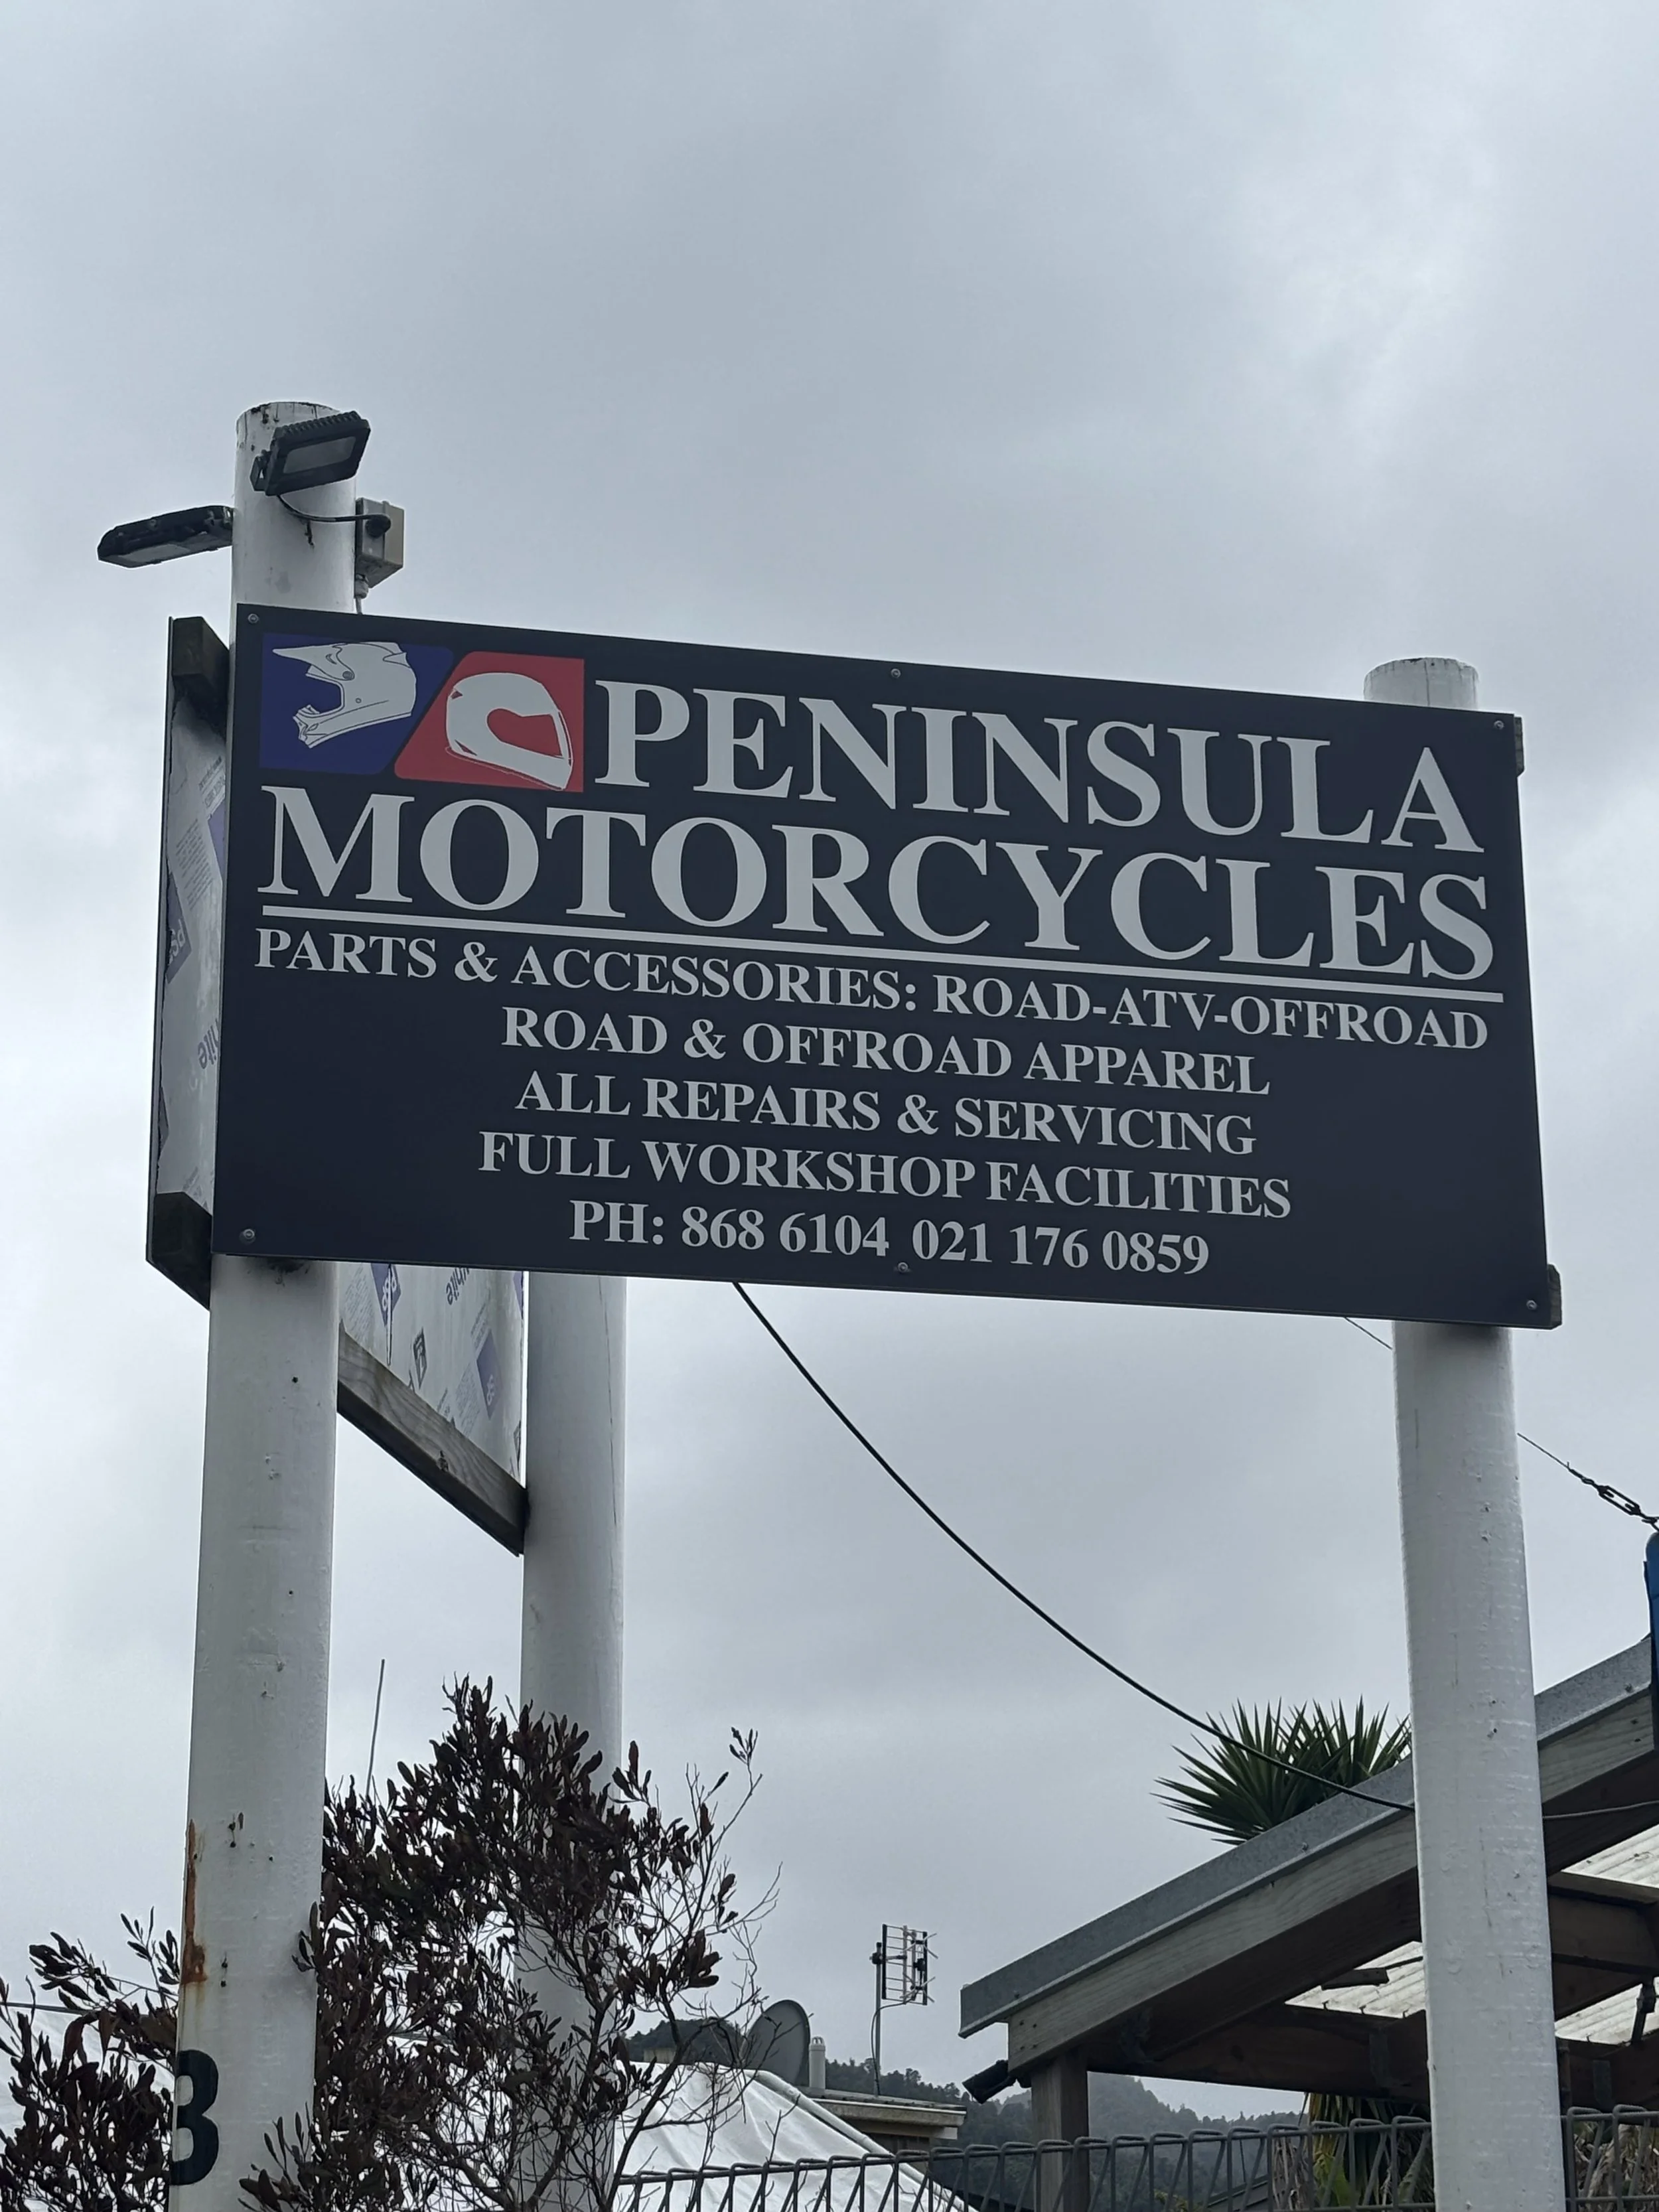 PENINSULA
MOTORCYCLES
PARTS & ACCESSORIES: ROAD-ATV-OFFROAD
ROAD & OFFROAD APPAREL
ALL REPAIRS & SERVICING
FULL WORKSHOP FACILITIES
PH: 868 6104 021 176 0859